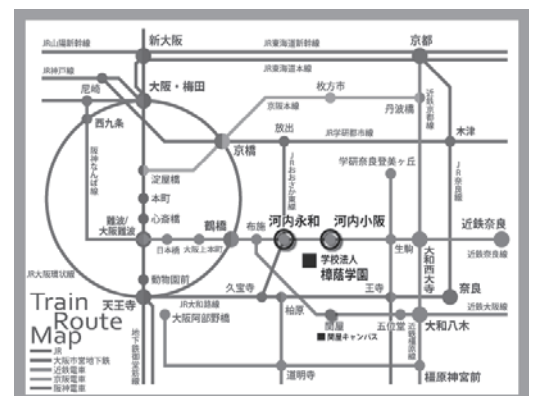 JR山陽新幹線
新大阪
JR東海道新幹線
京都
JR神戸線
JR東海道本線
尼崎
大阪・梅田
枚方市
京阪本線
丹波橋
近鉄京都線
西九条
京橋
放出
JR学研都市線
木津
阪神なんば線
淀屋橋
JRおおさか東線
学研奈良登美ヶ丘
JR奈良線
本町
難波/
大阪難波
心斎橋
鶴橋
布施
河内永和
河内小阪
近鉄奈良
日本橋
大阪上本町
生駒
大和西大寺
近鉄奈良線
学校法人
樟蔭学園
JR大阪環状線
動物園前
久宝寺
王寺
奈良
Train
Route
Map
天王寺
JR大和路線
柏原
近鉄大阪線
大阪阿部野橋
関屋
五位堂
大和八木
関屋キャンパス
JR
大阪市営地下鉄
近鉄電車
京阪電車
阪神電車
地下鉄御堂筋線
道明寺
近鉄橿原線
橿原神宮前